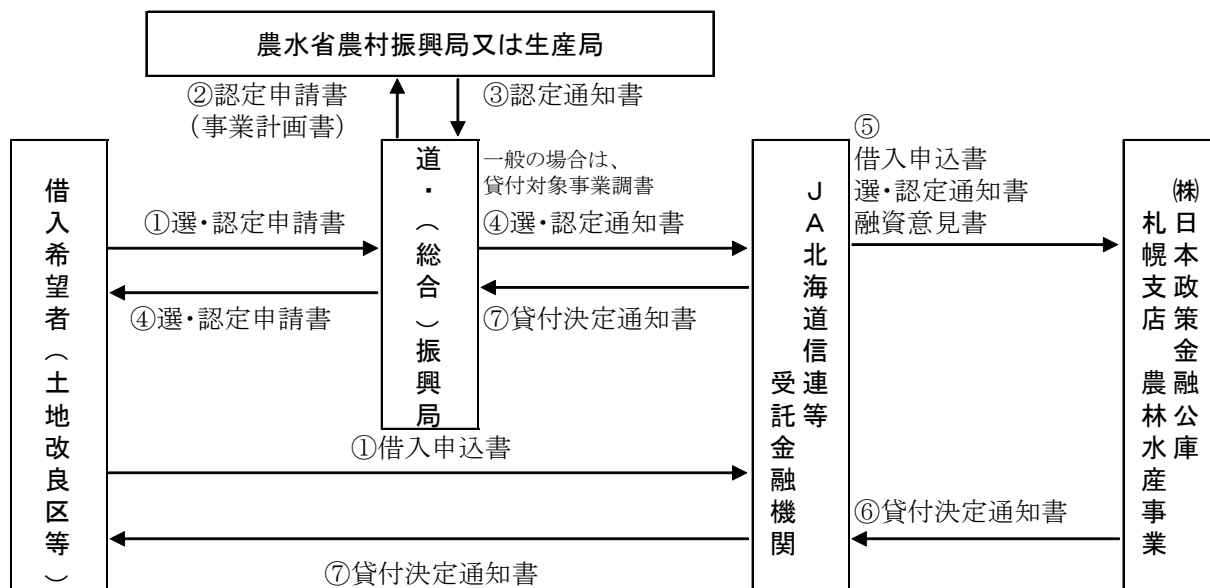 農水省農村振興局又は生産局
②認定申請書
（事業計画書）
③認定通知書
借入希望者（土地改良区等）
①選・認定申請書
④選・認定申請書
道・（総合）振興局
一般の場合は、
貸付対象事業調書
④選・認定通知書
⑦貸付決定通知書
①借入申込書
⑦貸付決定通知書
ＪＡ北海道信連等
受託金融機関
⑤
借入申込書
選・認定通知書
融資意見書
⑥貸付決定通知書
㈱日本政策金融公庫
札幌支店　農林水産事業